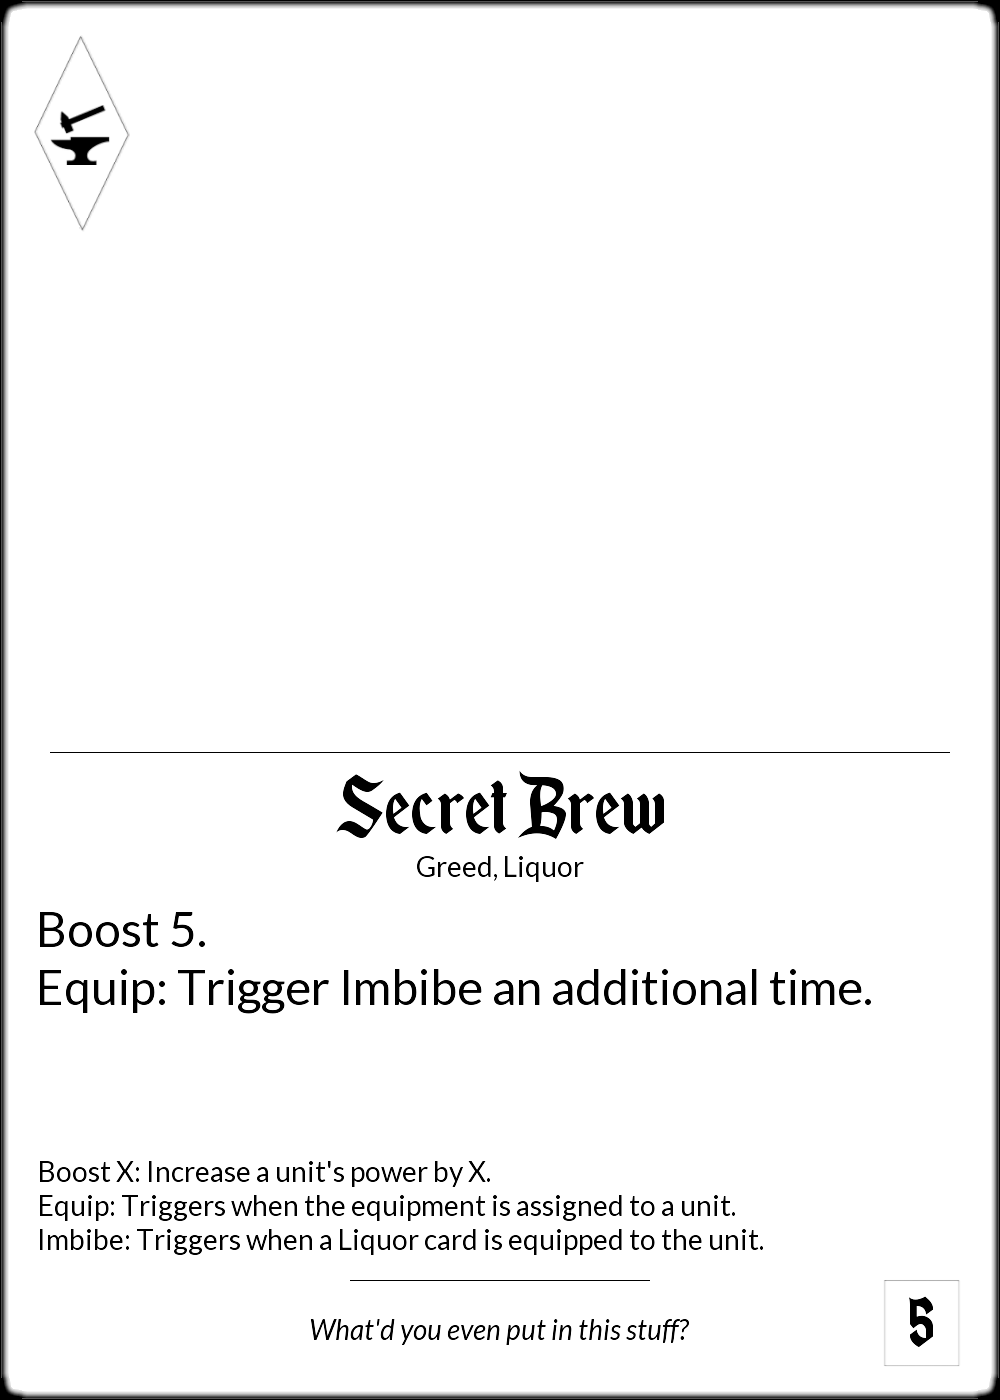 Secret Brew
Greed, Liquor
Boost 5.
Equip: Trigger Imbibe an additional time.
Boost X: Increase a unit's power by X.
Equip: Triggers when the equipment is assigned to a unit.
Imbibe: Triggers when a Liquor card is equipped to the unit.
What'd you even put in this stuff?
5